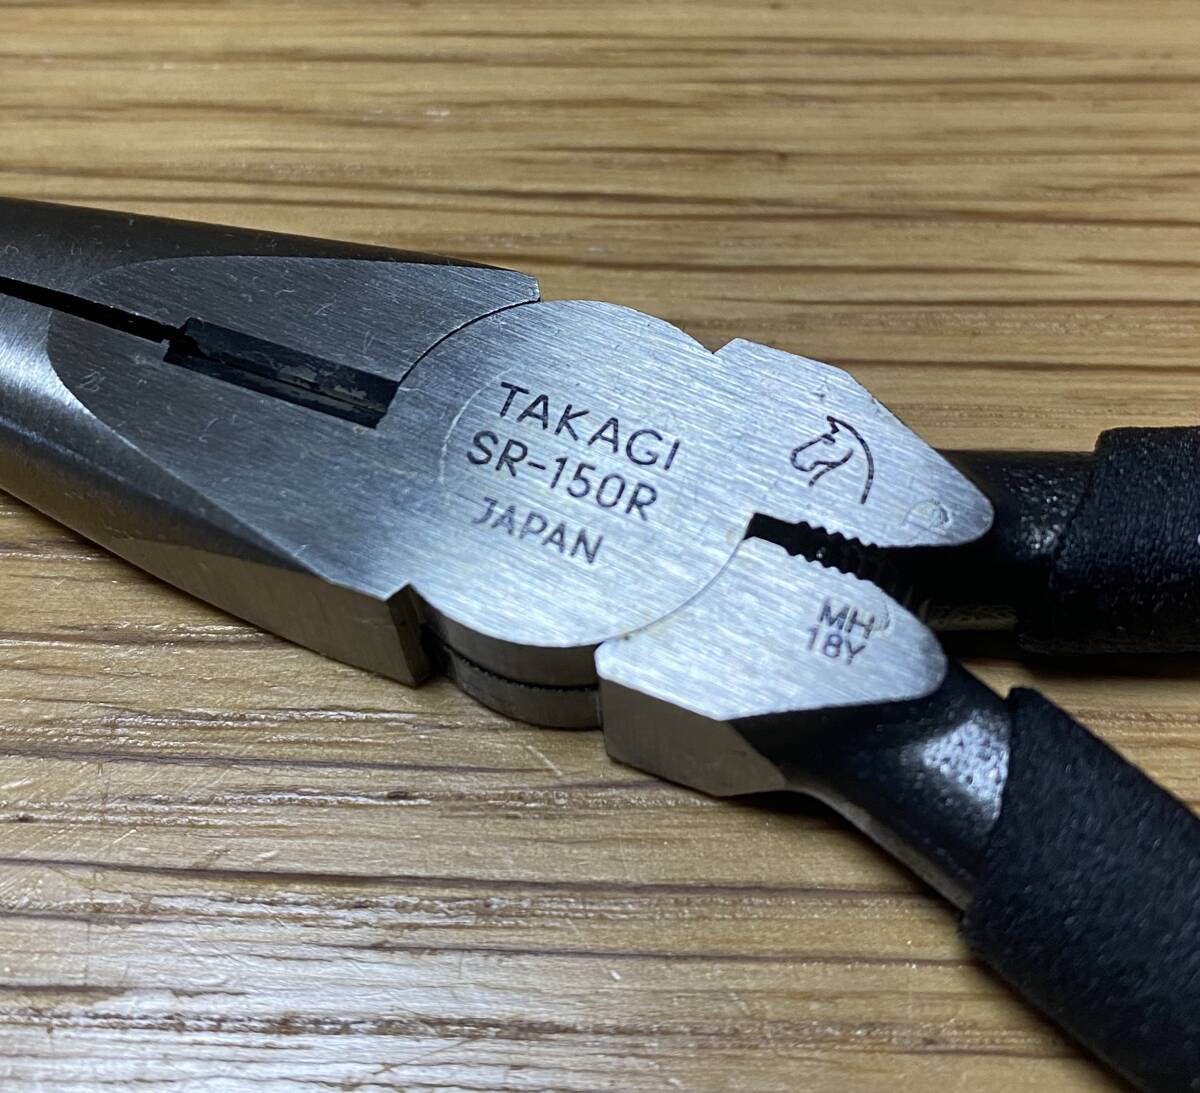 TAKAGI
SR-150R
JAPAN
MH
18Y